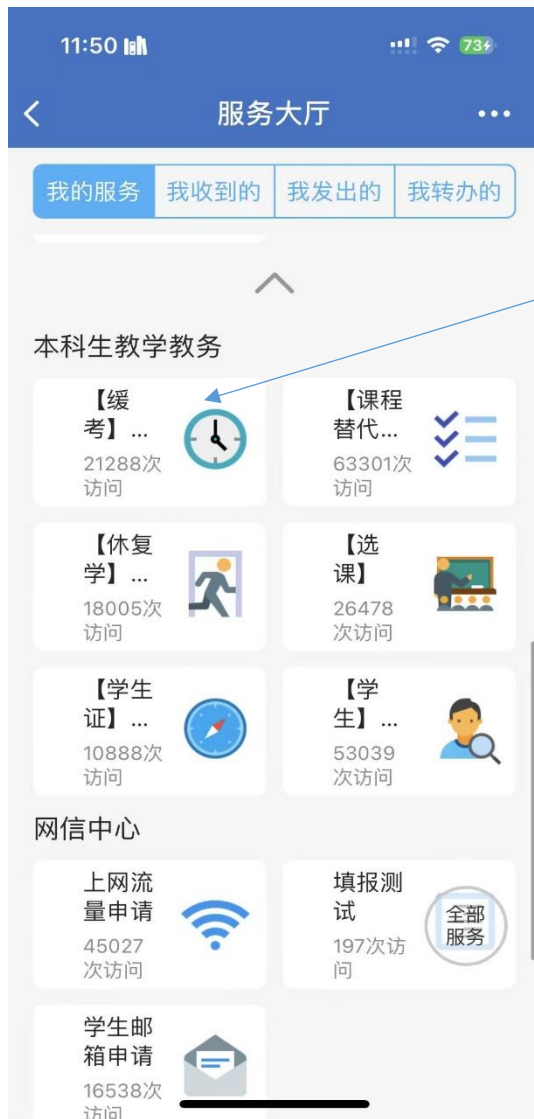 11:50
73
服务大厅
我的服务 我收到的 我发出的 我转办的
本科生教学教务
【缓
考】...
21288次
访问
【课程
替代...
63301次
访问
【休复
学】...
18005次
访问
【选
课】
26478
次访问
【学生
证】...
10888次
访问
【学
生】...
53039
次访问
网信中心
上网流
量申请
45027
次访问
填报测
试
197次访
问
全部
服务
学生邮
箱申请
16538次
访问